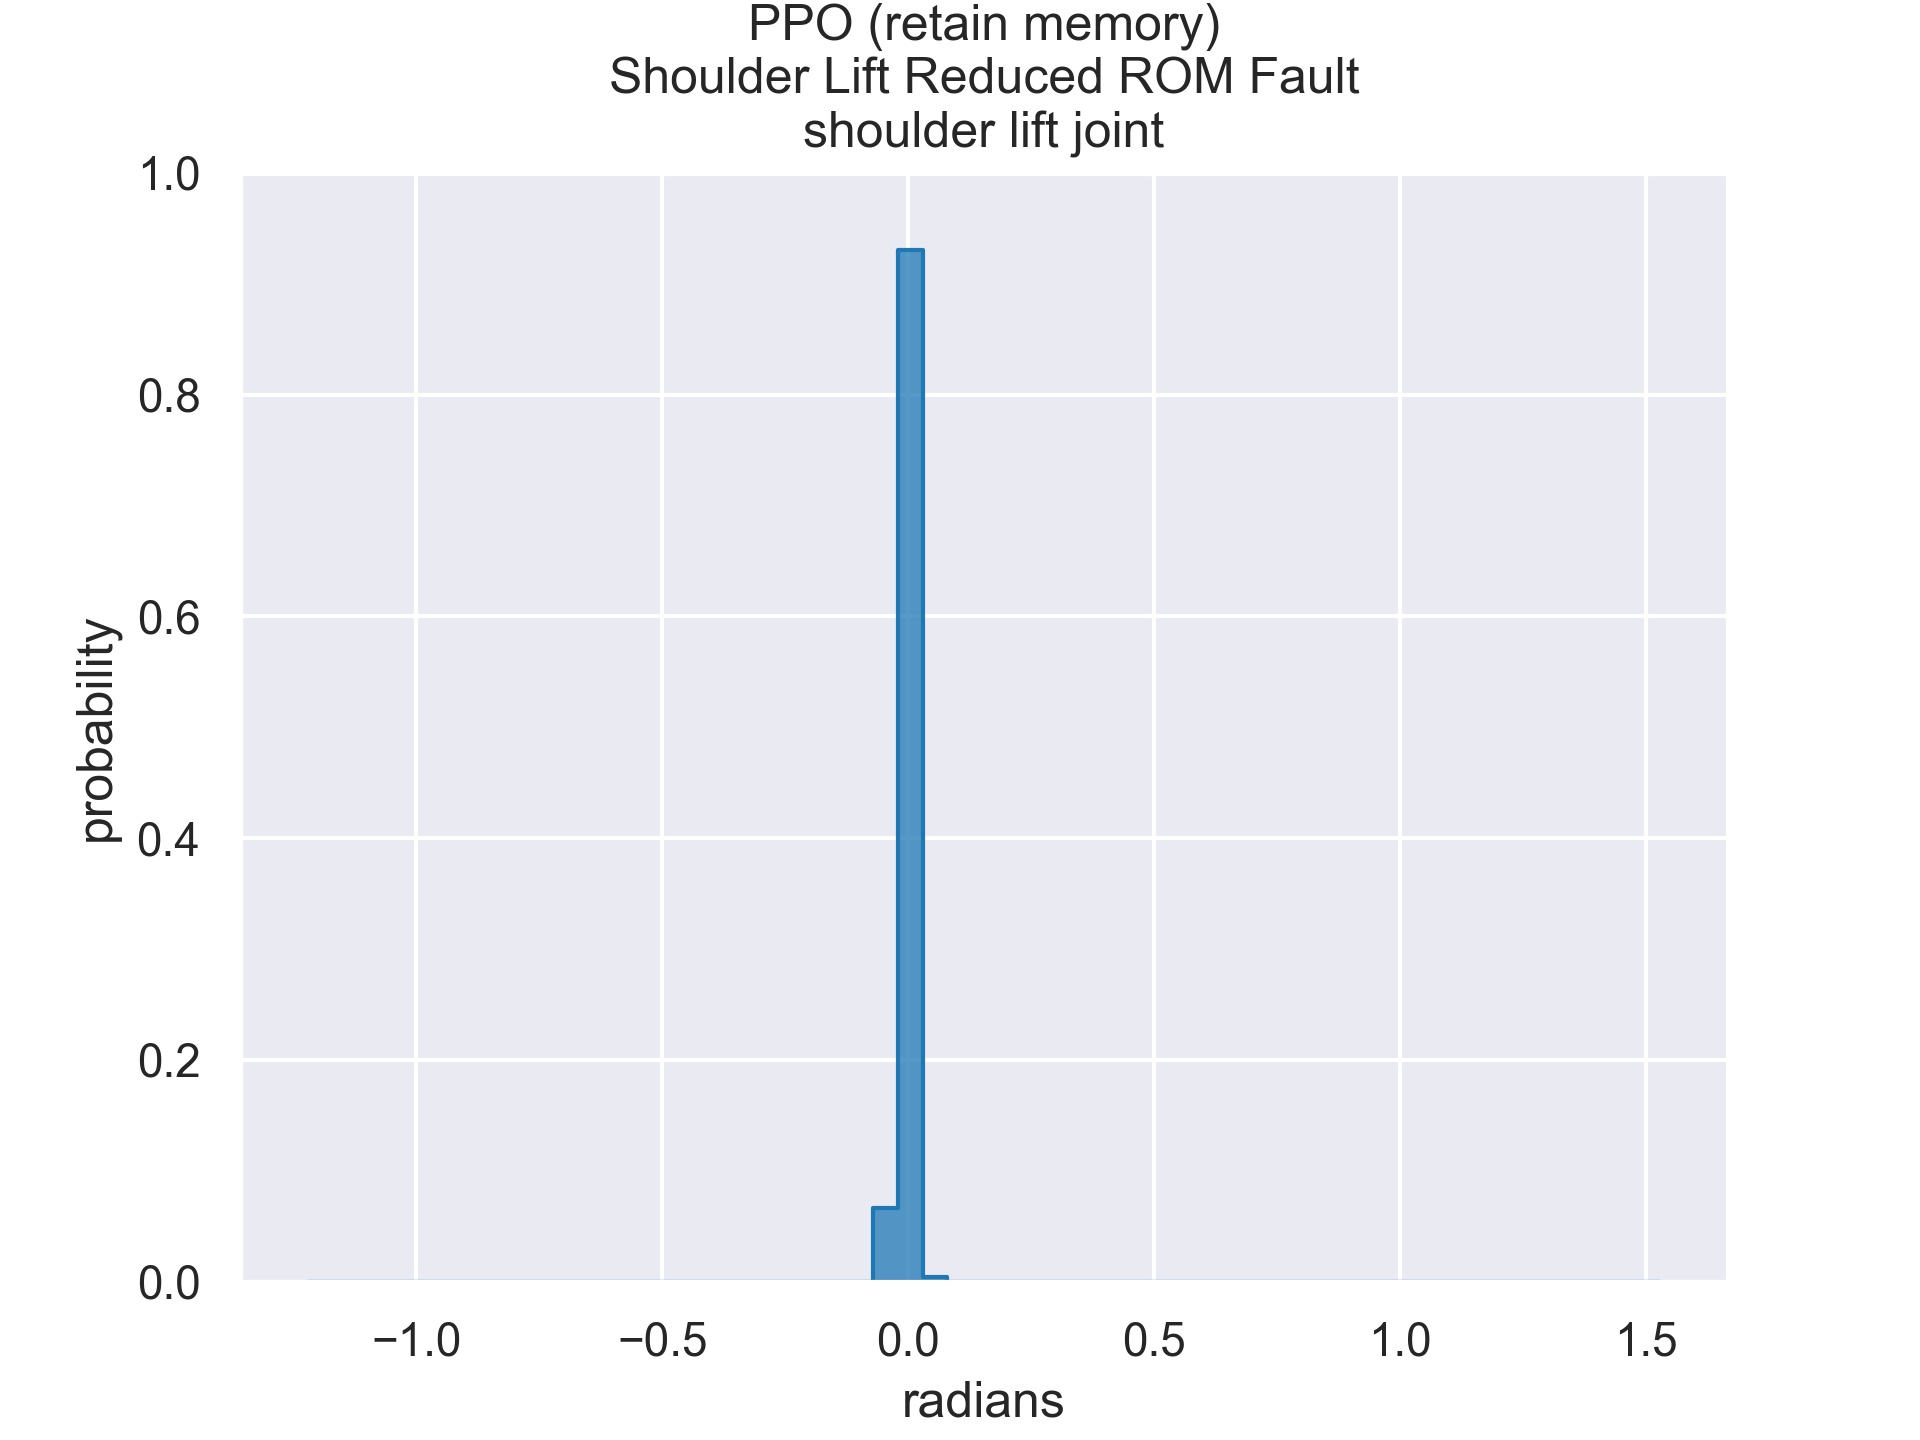 PPO (retain memory)
Shoulder Lift Reduced ROM Fault
shoulder lift joint
1.0
0.8
0.6
0.4
0.2
0.0
probability
−1.0
−0.5
0.0
0.5
1.0
1.5
radians